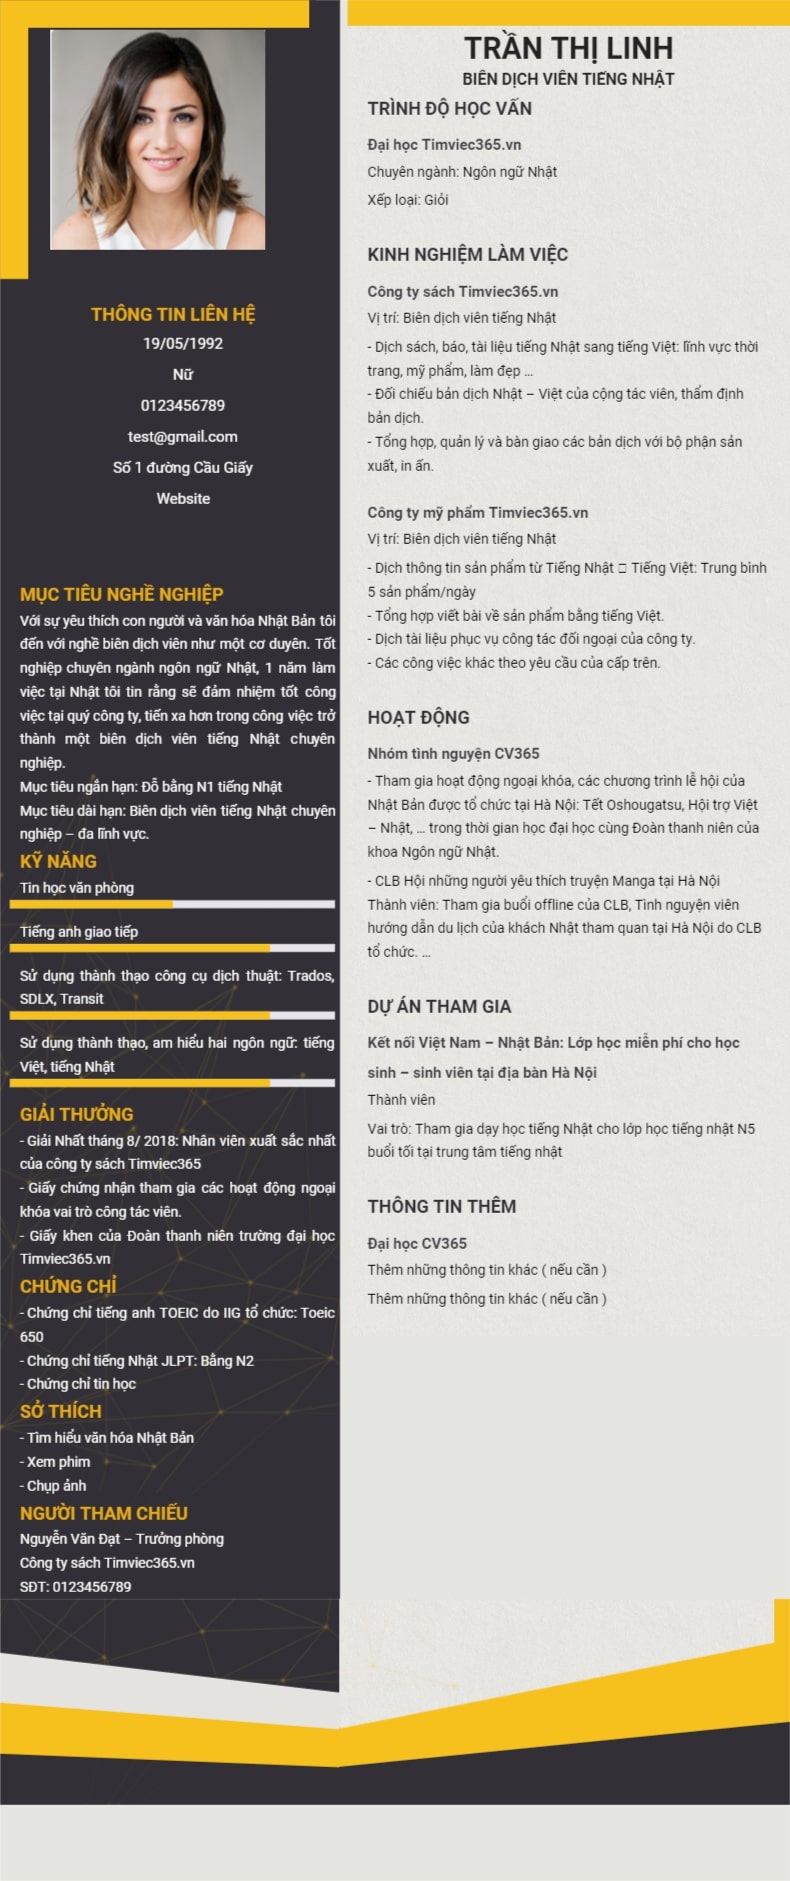 THÔNG TIN LIÊN HỆ
19/05/1992
Nữ
0123456789
test@gmail.com
Số 1 đường Cầu Giấy
Website
MỤC TIÊU NGHỀ NGHIỆP
Với sự yêu thích con người và văn hóa Nhật Bản tôi
đến với nghề biên dịch viên như một cơ duyên. Tốt
nghiệp chuyên ngành ngôn ngữ Nhật, 1 năm làm
việc tại Nhật tôi tin rằng sẽ đảm nhiệm tốt công
việc tại quý công ty, tiến xa hơn trong công việc trở
thành một biên dịch viên tiếng Nhật chuyên
nghiệp.
Mục tiêu ngắn hạn: Đỗ bằng N1 tiếng Nhật
Mục tiêu dài hạn: Biên dịch viên tiếng Nhật chuyên
nghiệp – đa lĩnh vực.
KỸ NĂNG
Tin học văn phòng
Tiếng anh giao tiếp
Sử dụng thành thạo công cụ dịch thuật: Trados,
SDLX, Transit
Sử dụng thành thạo, am hiểu hai ngôn ngữ: tiếng
Việt, tiếng Nhật
GIẢI THƯỞNG
- Giải Nhất tháng 8/ 2018: Nhân viên xuất sắc nhất
của công ty sách Timviec365
- Giấy chứng nhận tham gia các hoạt động ngoại
khóa vai trò công tác viên.
- Giấy khen của Đoàn thanh niên trường đại học
Timviec365.vn
CHỨNG CHỈ
- Chứng chỉ tiếng anh TOEIC do IIG tổ chức: Toeic
650
- Chứng chỉ tiếng Nhật JLPT: Bằng N2
- Chứng chỉ tin học
SỞ THÍCH
- Tìm hiểu văn hóa Nhật Bản
- Xem phim
- Chụp ảnh
NGƯỜI THAM CHIẾU
Nguyễn Văn Đạt – Trưởng phòng
Công ty sách Timviec365.vn
SĐT: 0123456789
TRẦN THỊ LINH
BIÊN DỊCH VIÊN TIẾNG NHẬT
TRÌNH ĐỘ HỌC VẤN
Đại học Timviec365.vn
Chuyên ngành: Ngôn ngữ Nhật
Xếp loại: Giỏi
KINH NGHIỆM LÀM VIỆC
Công ty sách Timviec365.vn
Vị trí: Biên dịch viên tiếng Nhật
- Dịch sách, báo, tài liệu tiếng Nhật sang tiếng Việt: lĩnh vực thời
trang, mỹ phẩm, làm đẹp ...
- Đối chiếu bản dịch Nhật – Việt của cộng tác viên, thẩm định
bản dịch.
- Tổng hợp, quản lý và bàn giao các bản dịch với bộ phận sản
xuất, in ấn.
Công ty mỹ phẩm Timviec365.vn
Vị trí: Biên dịch viên tiếng Nhật
- Dịch thông tin sản phẩm từ Tiếng Nhật  Tiếng Việt: Trung bình
5 sản phẩm/ngày
- Tổng hợp viết bài về sản phẩm bằng tiếng Việt.
- Dịch tài liệu phục vụ công tác đối ngoại của công ty.
- Các công việc khác theo yêu cầu của cấp trên.
HOẠT ĐỘNG
Nhóm tình nguyện CV365
- Tham gia hoạt động ngoại khóa, các chương trình lễ hội của
Nhật Bản được tổ chức tại Hà Nội: Tết Oshougatsu, Hội trợ Việt
– Nhật, ... trong thời gian học đại học cùng Đoàn thanh niên của
khoa Ngôn ngữ Nhật.
- CLB Hội những người yêu thích truyện Manga tại Hà Nội
Thành viên: Tham gia buổi offline của CLB, Tình nguyện viên
hướng dẫn du lịch của khách Nhật tham quan tại Hà Nội do CLB
tổ chức. ...
DỰ ÁN THAM GIA
Kết nối Việt Nam – Nhật Bản: Lớp học miễn phí cho học
sinh – sinh viên tại địa bàn Hà Nội
Thành viên
Vai trò: Tham gia dạy học tiếng Nhật cho lớp học tiếng nhật N5
buổi tối tại trung tâm tiếng nhật
THÔNG TIN THÊM
Đại học CV365
Thêm những thông tin khác ( nếu cần )
Thêm những thông tin khác ( nếu cần )